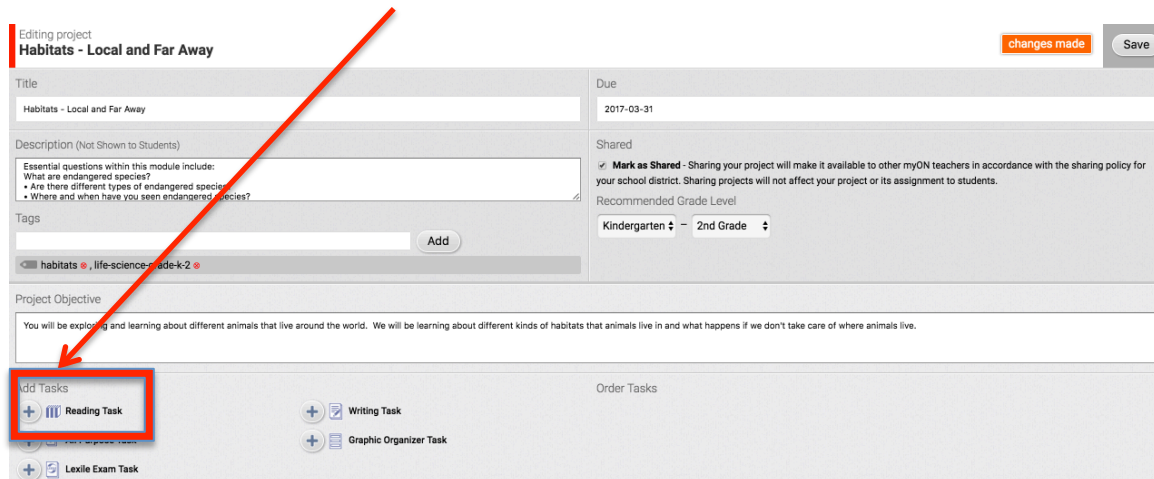 Editing project
Habitats - Local and Far Away
changes made
Save
Title
Habitats - Local and Far Away
Due
2017-03-31
Description (Not Shown to Students)
Essential questions within this module include:
What are endangered species?
• Are there different types of endangered species
• Where and when have you seen endangered species?
Shared
Mark as Shared - Sharing your project will make it available to other myON teachers in accordance with the sharing policy for
your school district. Sharing projects will not affect your project or its assignment to students.
Recommended Grade Level
Kindergarten – 2nd Grade
Tags
Add
habitats , life-science-grade-k-2
Project Objective
You will be exploring and learning about different animals that live around the world. We will be learning about different kinds of habitats that animals live in and what happens if we don't take care of where animals live.
Add Tasks
Order Tasks
Reading Task
Writing Task
Graphic Organizer Task
Lexile Exam Task